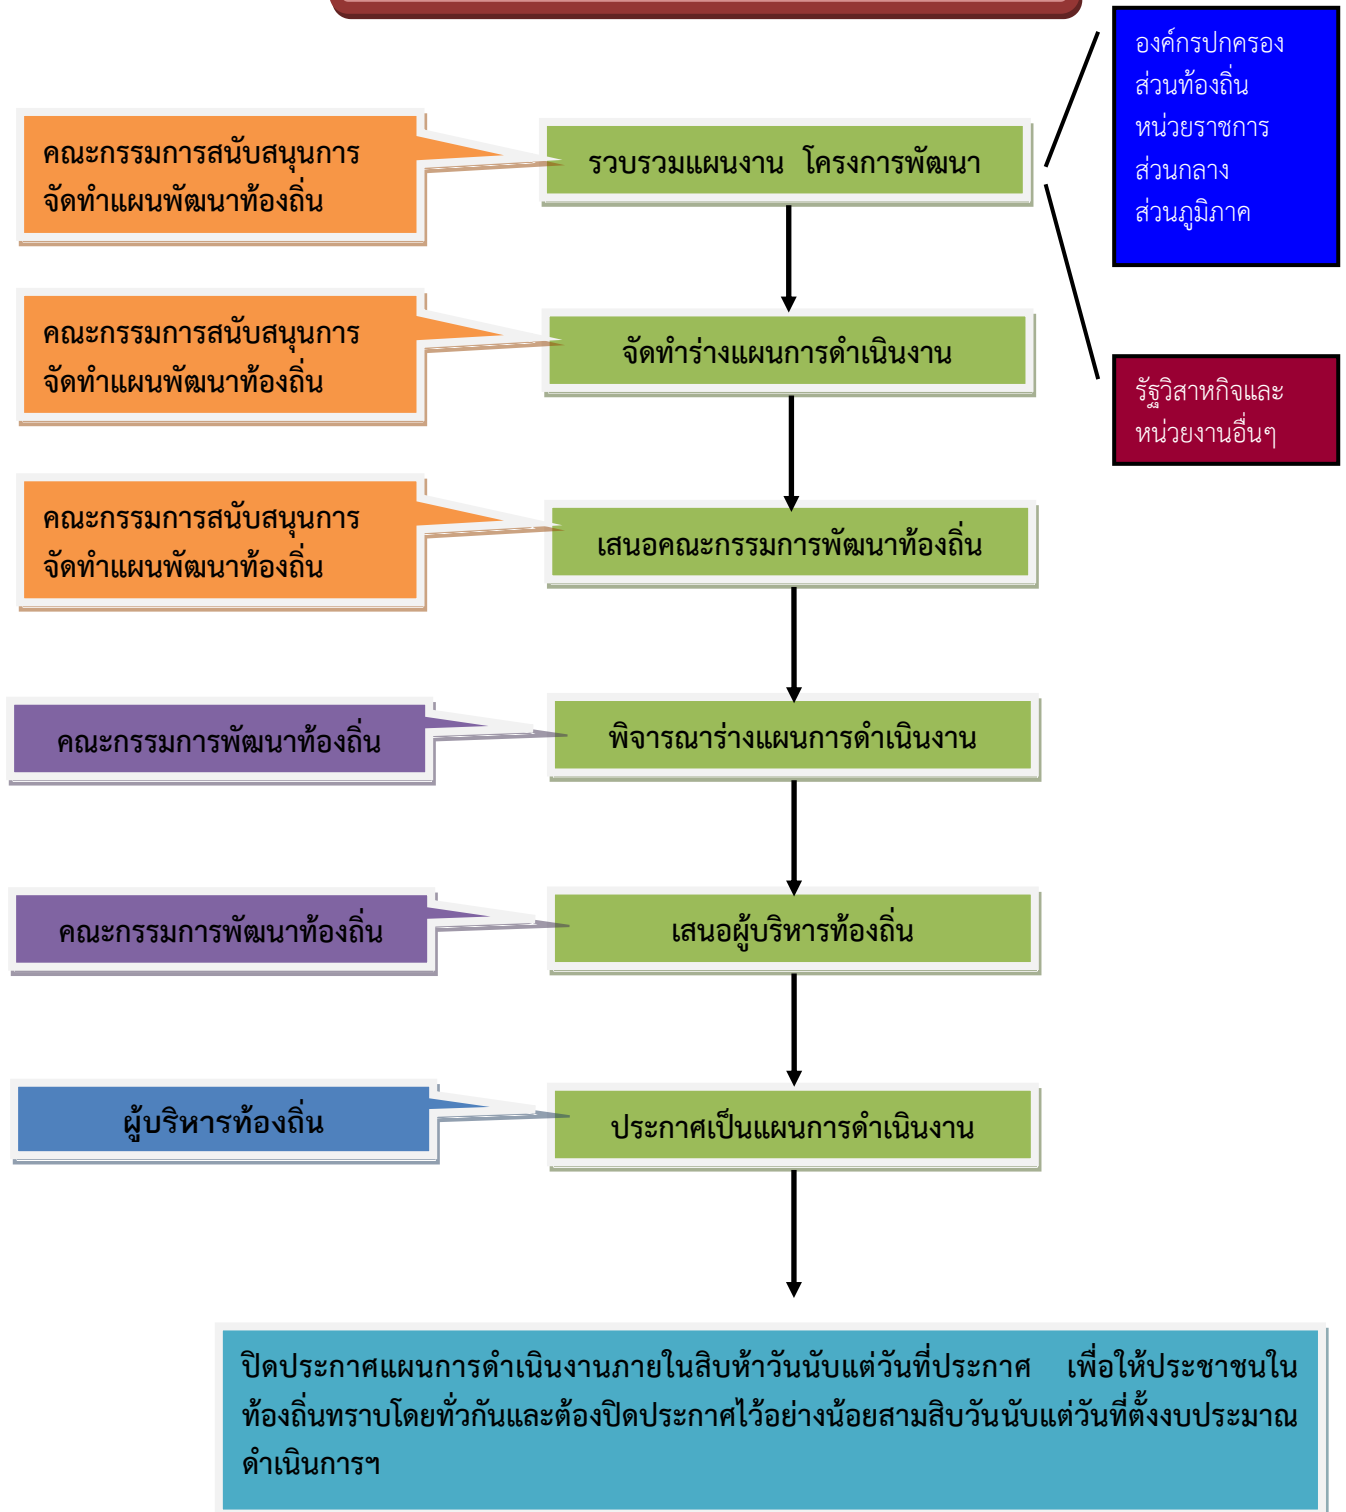 องค์กรปกครอง
ส่วนท้องถิ่น
หน่วยราชการ
ส่วนกลาง
ส่วนภูมิภาค
คณะกรรมการสนับสนุนการ
จัดทำแผนพัฒนาท้องถิ่น
รวบรวมแผนงาน โครงการพัฒนา
คณะกรรมการสนับสนุนการ
จัดทำแผนพัฒนาท้องถิ่น
จัดทำร่างแผนการดำเนินงาน
รัฐวิสาหกิจและ
หน่วยงานอื่นๆ
คณะกรรมการสนับสนุนการ
จัดทำแผนพัฒนาท้องถิ่น
เสนอคณะกรรมการพัฒนาท้องถิ่น
คณะกรรมการพัฒนาท้องถิ่น
พิจารณาร่างแผนการดำเนินงาน
คณะกรรมการพัฒนาท้องถิ่น
เสนอผู้บริหารท้องถิ่น
ผู้บริหารท้องถิ่น
ประกาศเป็นแผนการดำเนินงาน
ปิดประกาศแผนการดำเนินงานภายในสิบห้าวันนับแต่วันที่ประกาศ เพื่อให้ประชาชนใน
ท้องถิ่นทราบโดยทั่วกันและต้องปิดประกาศไว้อย่างน้อยสามสิบวันนับแต่วันที่ตั้งงบประมาณ
ดำเนินการฯ